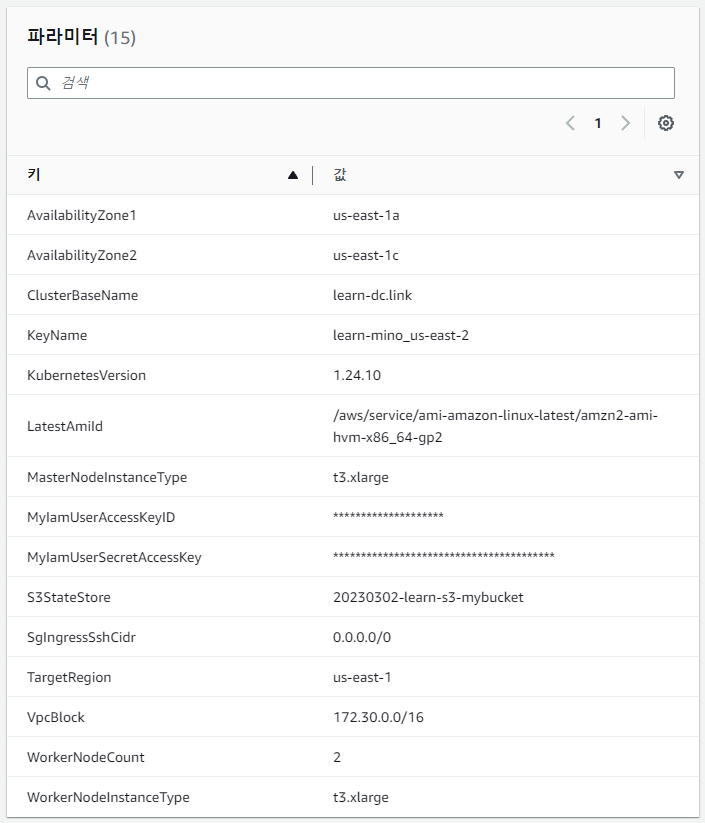 파라미터 (15)
검색
1
키 값
AvailabilityZone1 us-east-1a
AvailabilityZone2 us-east-1c
ClusterBaseName learn-dc.link
KeyName learn-mino_us-east-2
KubernetesVersion 1.24.10
LatestAmiId /aws/service/ami-amazon-linux-latest/amzn2-ami-
hvm-x86_64-gp2
MasterNodeInstanceType t3.xlarge
MyIamUserAccessKeyID ********************
MyIamUserSecretAccessKey ****************************************
S3StateStore 20230302-learn-s3-mybucket
SgIngressSshCidr 0.0.0.0/0
TargetRegion us-east-1
VpcBlock 172.30.0.0/16
WorkerNodeCount 2
WorkerNodeInstanceType t3.xlarge